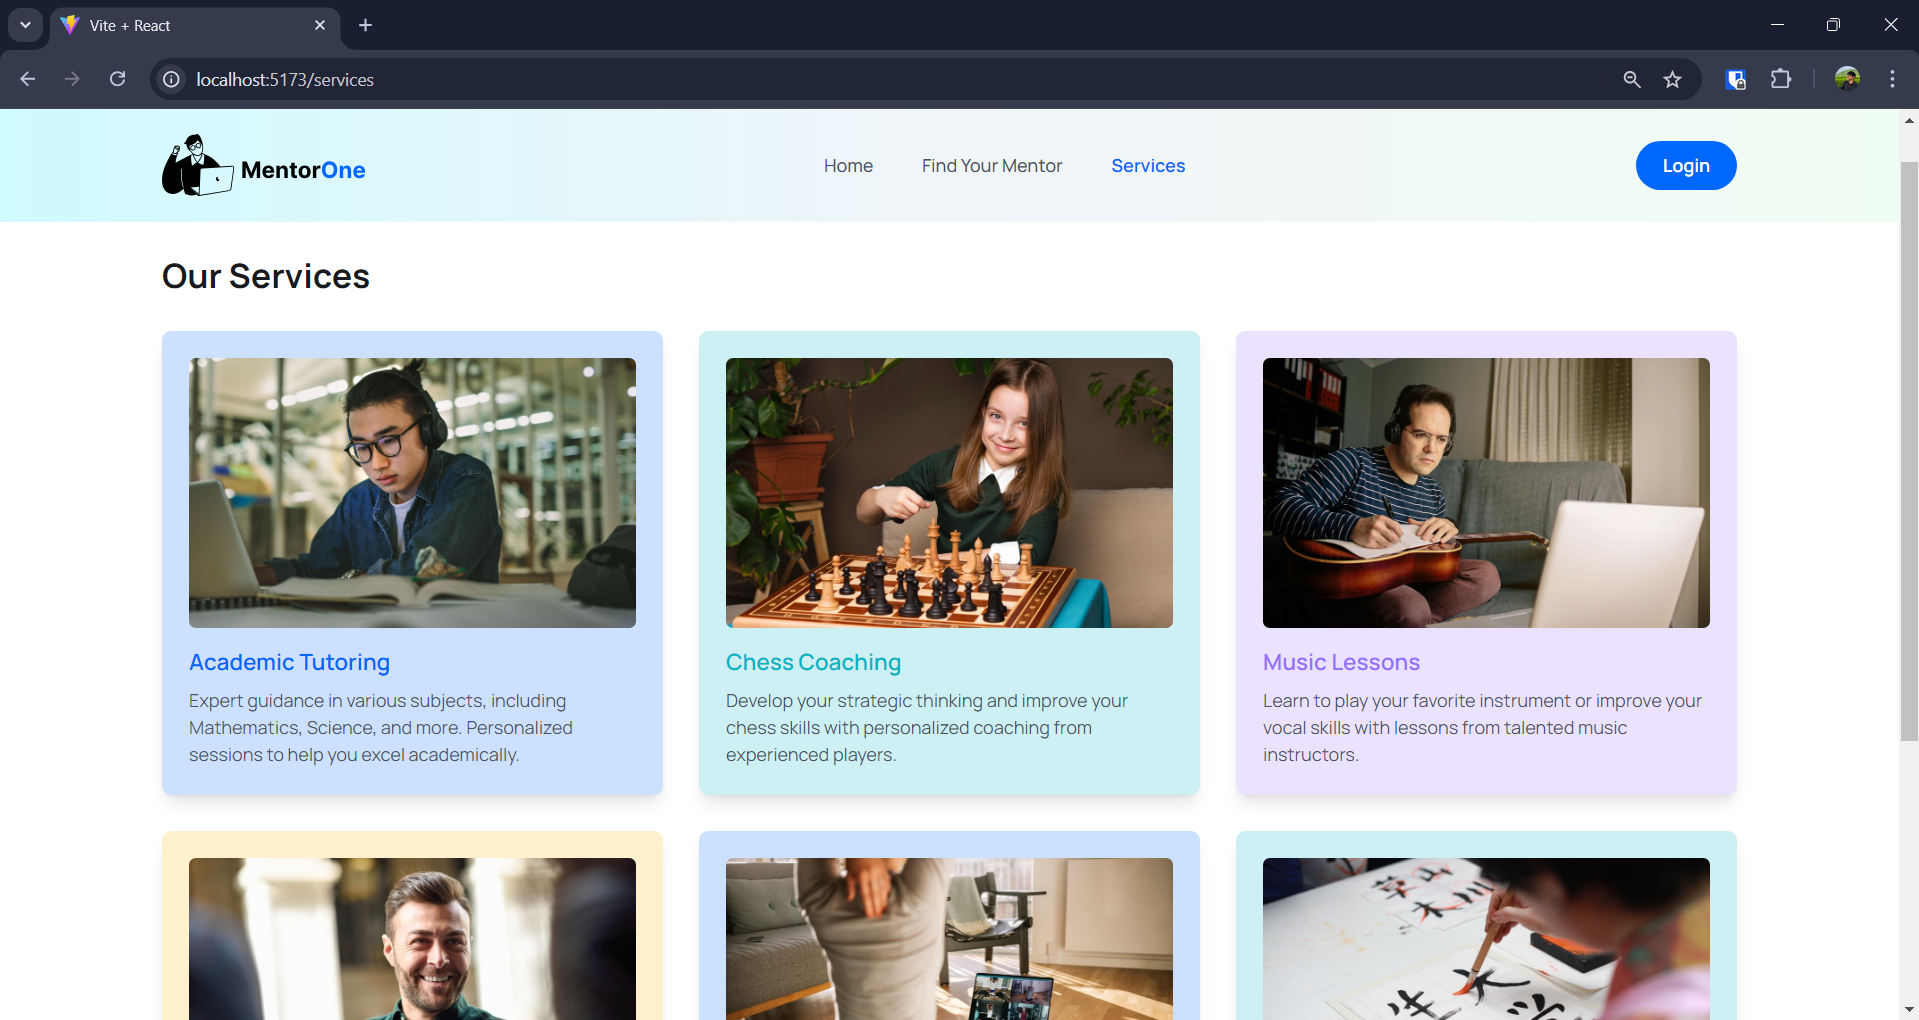 Vite + React
localhost:5173/services
MentorOne
Home
Find Your Mentor
Services
Login
Our Services
Academic Tutoring
Expert guidance in various subjects, including
Mathematics, Science, and more. Personalized
sessions to help you excel academically.
Chess Coaching
Develop your strategic thinking and improve your
chess skills with personalized coaching from
experienced players.
Music Lessons
Learn to play your favorite instrument or improve your
vocal skills with lessons from talented music
instructors.